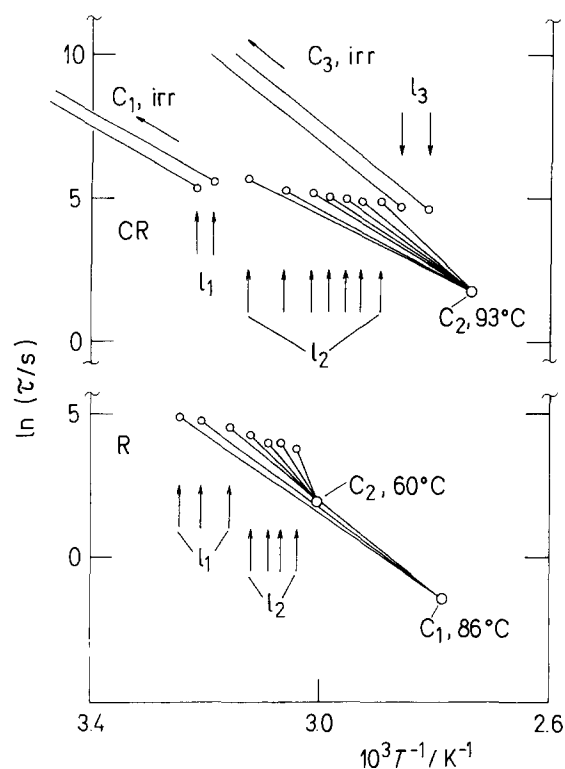 10
C₃, irr
C₁, irr
l₃
5
CR
l₁
C₂, 93°C
0
l₂
ln (τ/s)
5
R
C₂, 60°C
l₁
0
l₂
C₁, 86°C
3.4
3.0
2.6
10³T⁻¹/K⁻¹